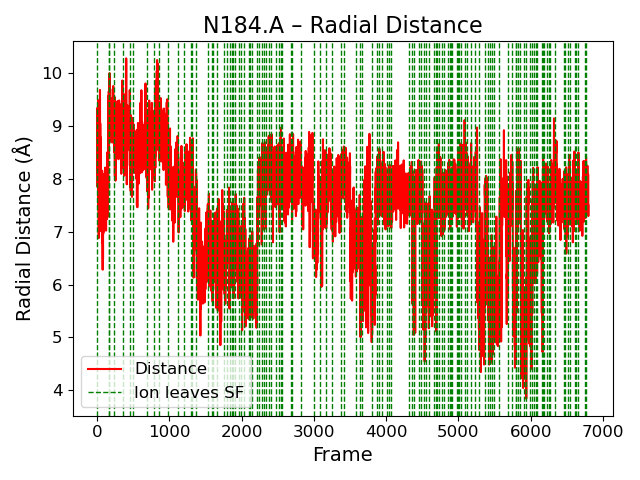 N184.A – Radial Distance
Radial Distance (Å)
10
9
8
7
6
5
4
Distance
Ion leaves SF
0 1000 2000 3000 4000 5000 6000 7000
Frame